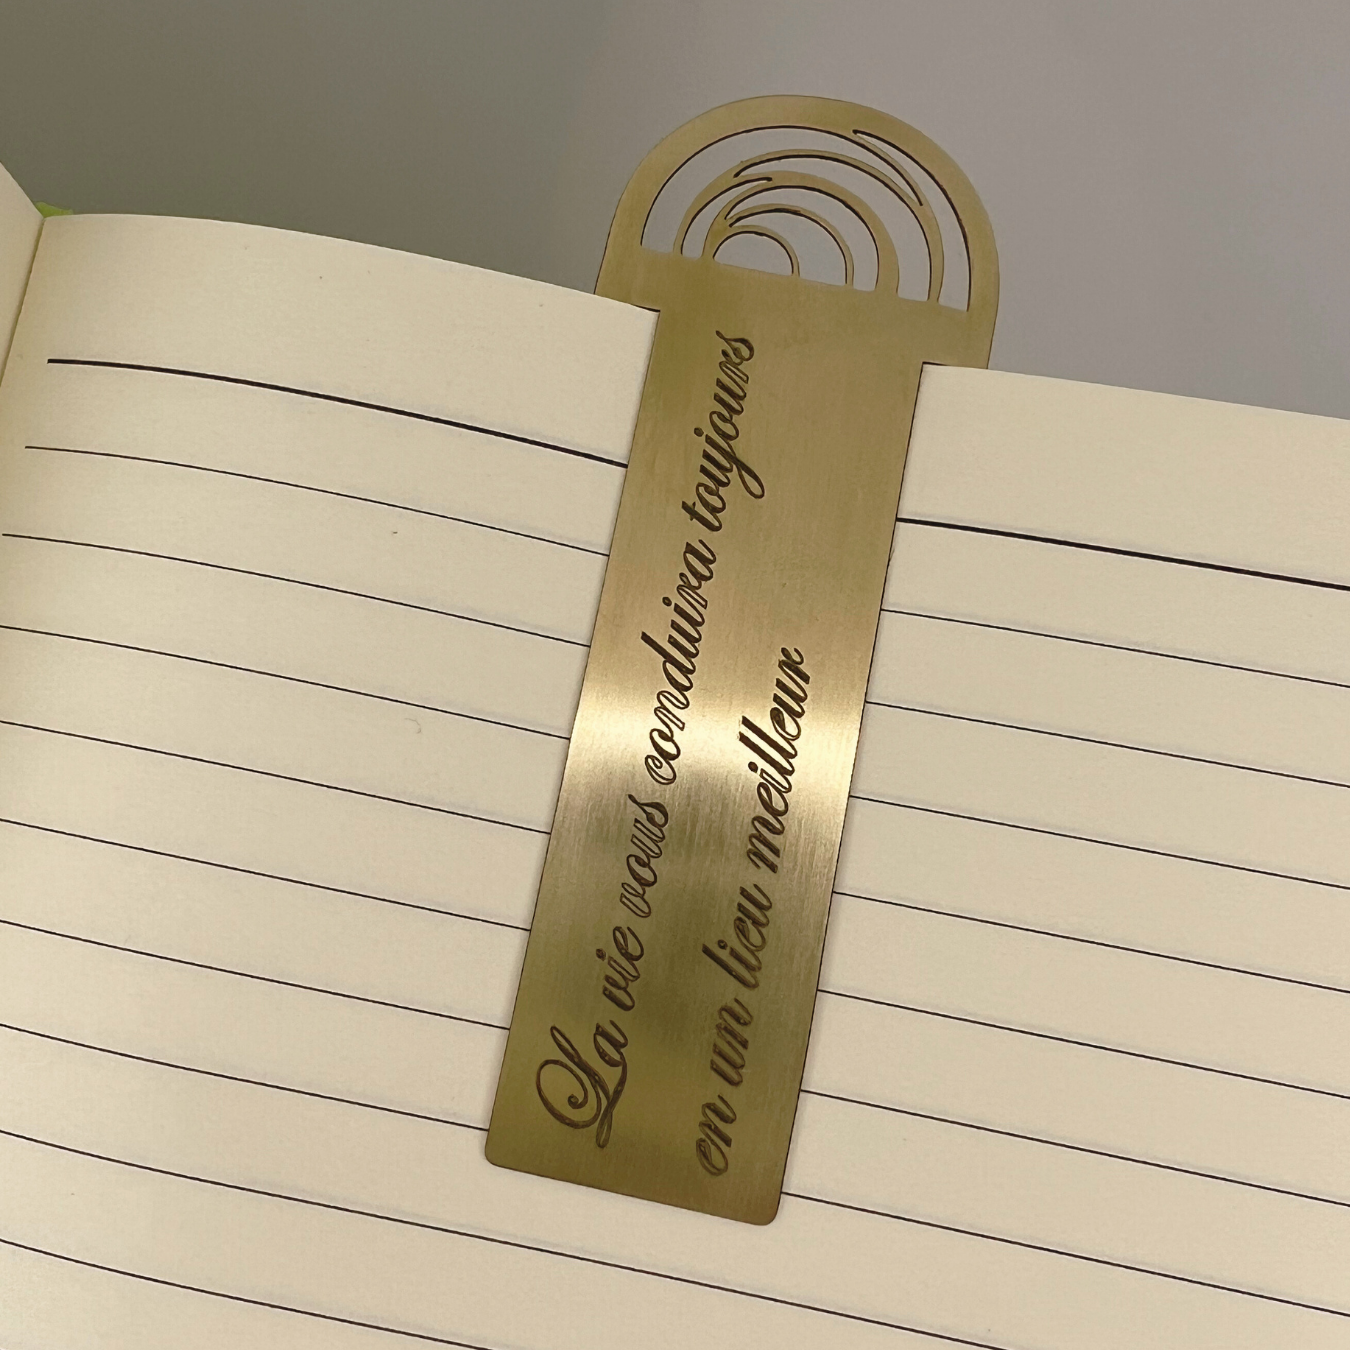 La vie vous conduira toujours
en un lieu meilleur